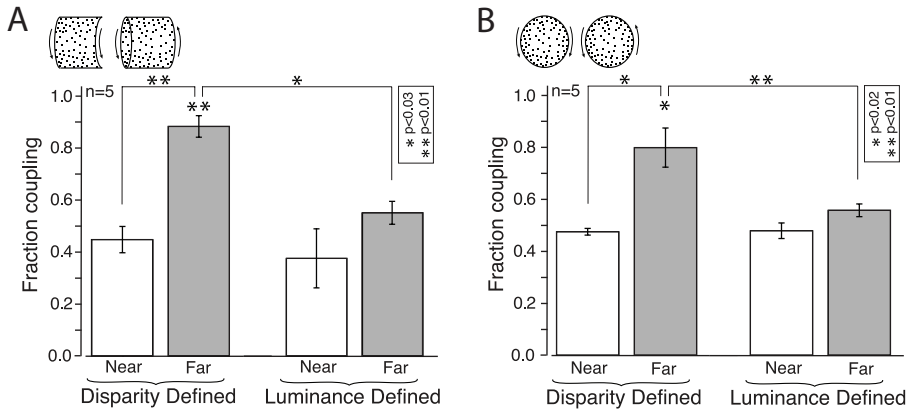 A
** *
n=5
**
* p<0.03
** p<0.01
1.0
0.8
0.6
0.4
0.2
0.0
Fraction coupling
Near Far Near Far
Disparity Defined Luminance Defined
B
* **
n=5
*
* p<0.02
** p<0.01
1.0
0.8
0.6
0.4
0.2
0.0
Fraction coupling
Near Far Near Far
Disparity Defined Luminance Defined